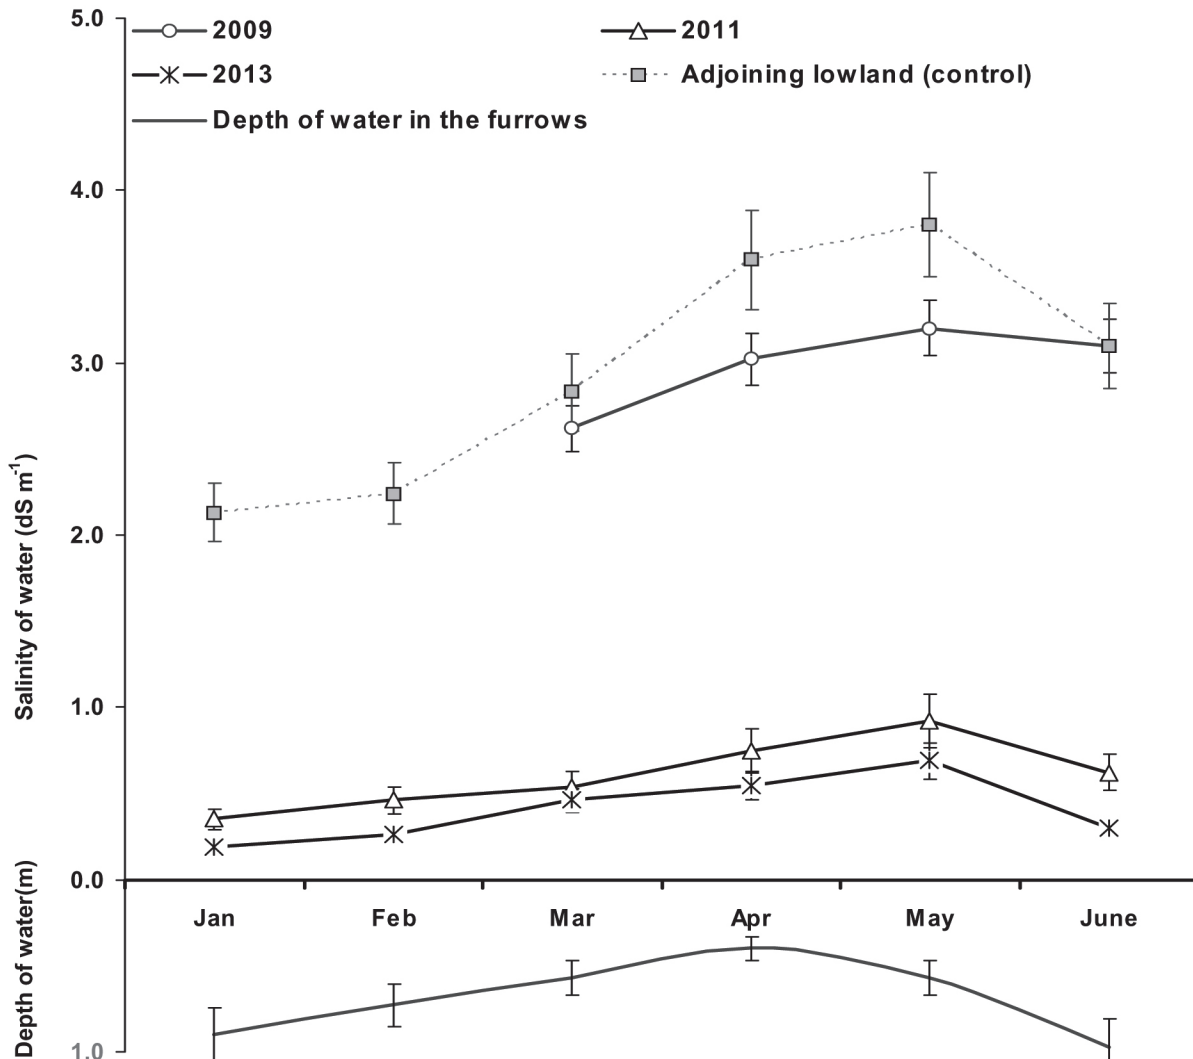 5.0
2009
2011
2013
Adjoining lowland (control)
Depth of water in the furrows
4.0
3.0
2.0
1.0
0.0
Salinity of water (dS m-1)
Jan Feb Mar Apr May June
Depth of water(m)
1.0